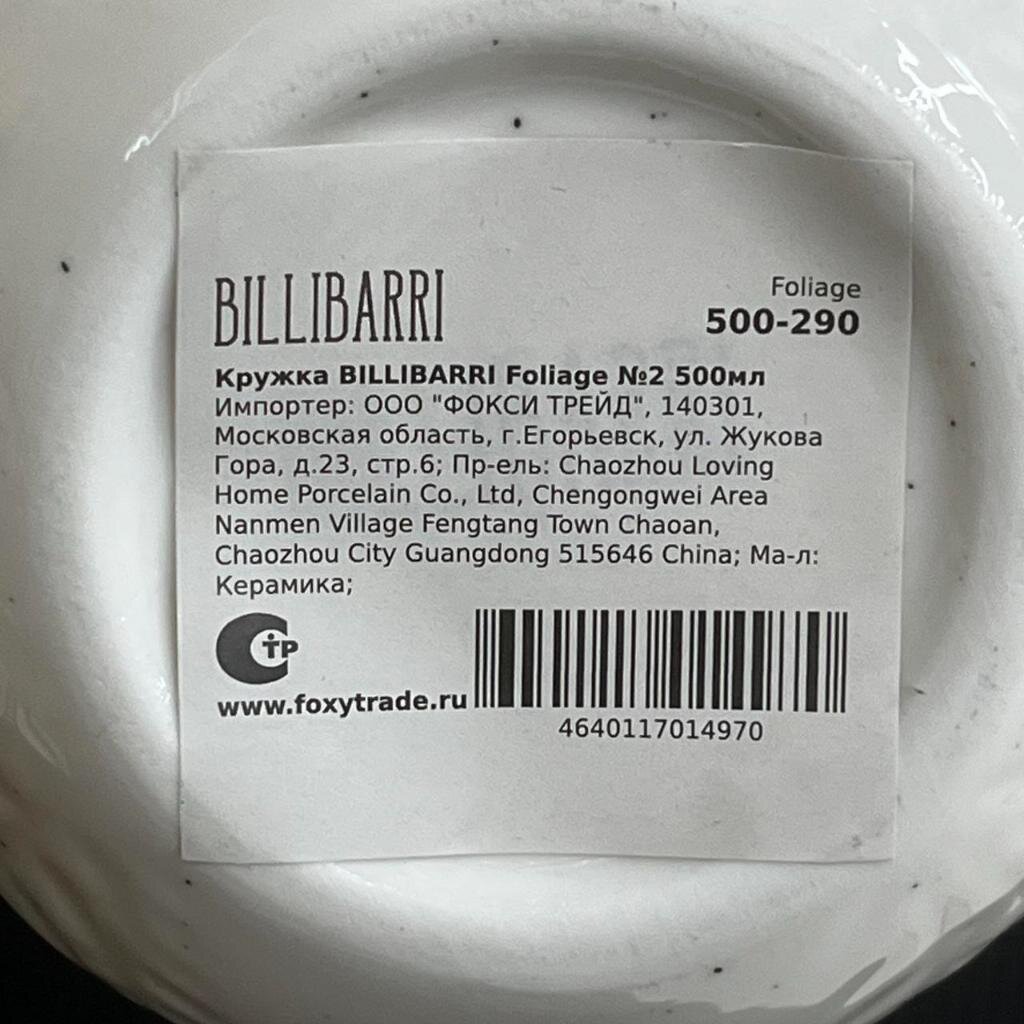 BILLIBARRI
Foliage
500-290
Кружка BILLIBARRI Foliage №2 500мл
Импортер: ООО "ФОКСИ ТРЕЙД", 140301,
Московская область, г.Егорьевск, ул. Жукова
Гора, д.23, стр.6; Пр-ель: Chaozhou Loving
Home Porcelain Co., Ltd, Chengongwei Area
Nanmen Village Fengtang Town Chaoan,
Chaozhou City Guangdong 515646 China; Ма-л:
Керамика;
СТР
www.foxytrade.ru
4640117014970